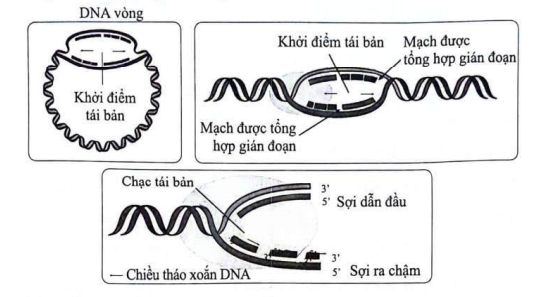 DNA vòng
Khởi điểm
tái bản
Khởi điểm tái bản
Mạch được
tổng hợp gián đoạn
Mạch được tổng
hợp gián đoạn
Chạc tái bản
3'
5' Sợi dẫn đầu
3'
5' Sợi ra chậm
— Chiều tháo xoắn DNA